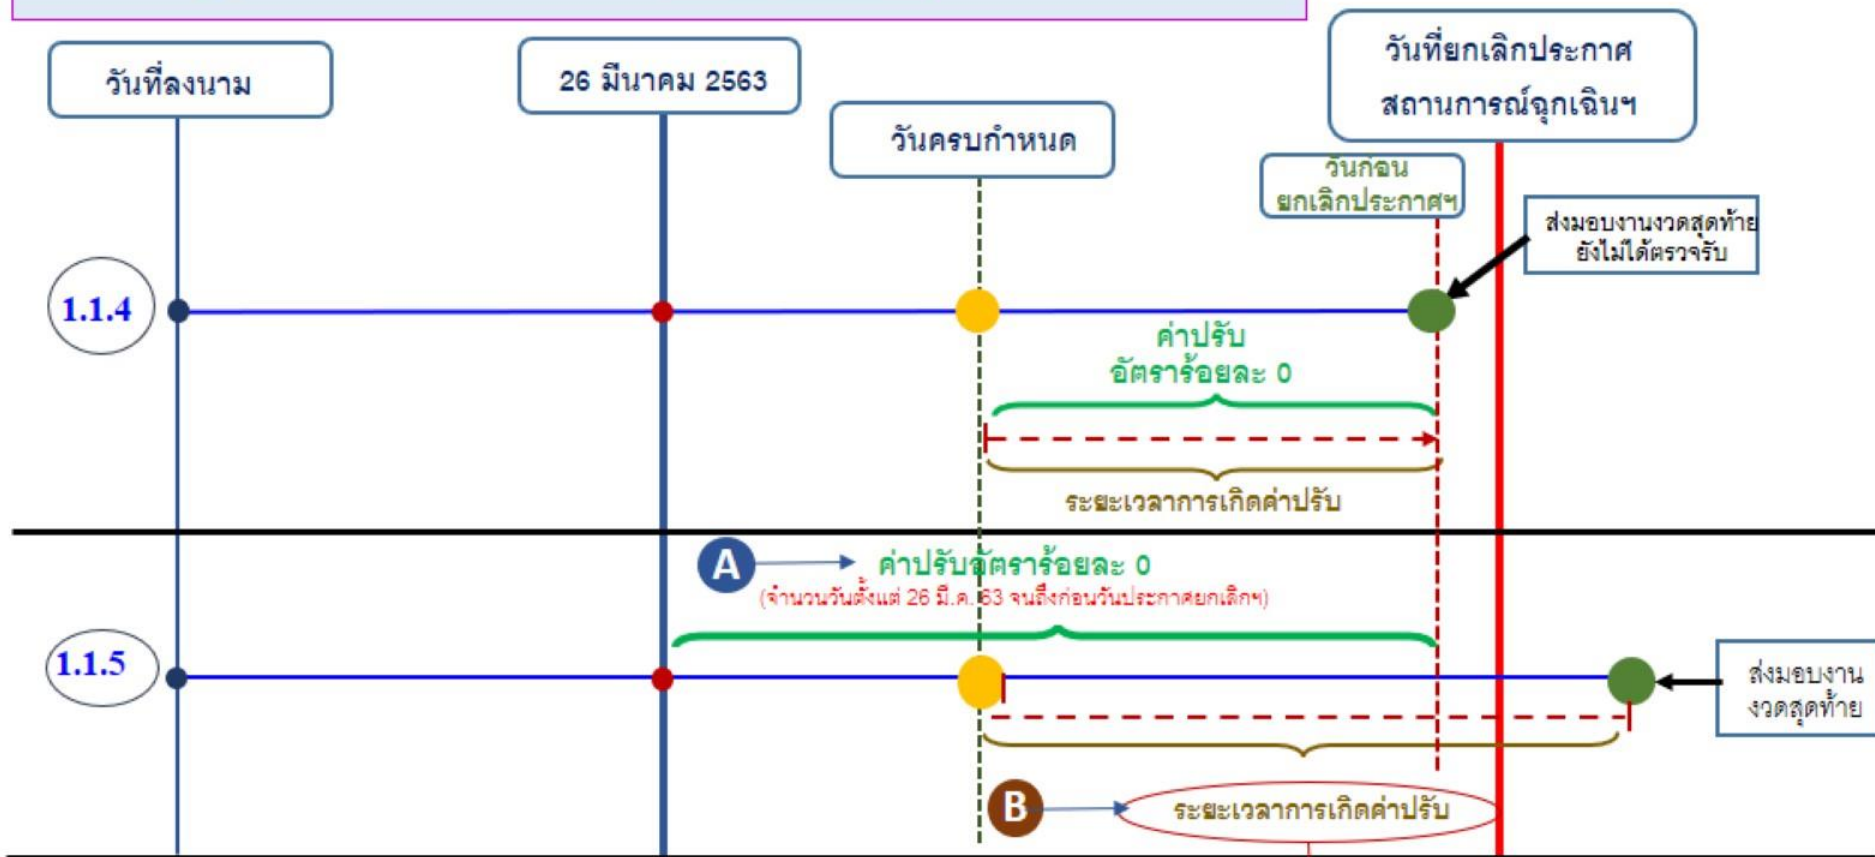 วันที่ลงนาม
26 มีนาคม 2563
วันครบกำหนด
วันที่ยกเลิกประกาศ
สถานการณ์ฉุกเฉินฯ
วันก่อน
ยกเลิกประกาศฯ
ส่งมอบงานงวดสุดท้าย
ยังไม่ได้ตรวจรับ
1.1.4
ค่าปรับ
อัตราร้อยละ 0
ระยะเวลาการเกิดค่าปรับ
A
ค่าปรับอัตราร้อยละ 0
(จำนวนวันตั้งแต่ 26 มี.ค. 63 จนถึงก่อนวันประกาศยกเลิกฯ)
1.1.5
ส่งมอบงาน
งวดสุดท้าย
B
ระยะเวลาการเกิดค่าปรับ